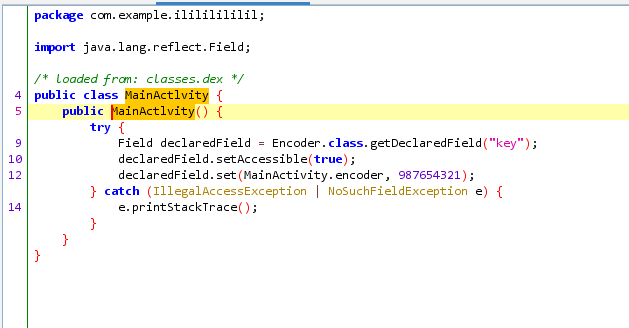 package com.example.ilililililil;
import java.lang.reflect.Field;
/* loaded from: classes.dex */
4 public class MainActlvity {
5 public MainActlvity() {
try {
9 Field declaredField = Encoder.class.getDeclaredField("key");
10 declaredField.setAccessible(true);
12 declaredField.set(MainActivity.encoder, 987654321);
} catch (IllegalAccessException | NoSuchFieldException e) {
14 e.printStackTrace();
}
}
}